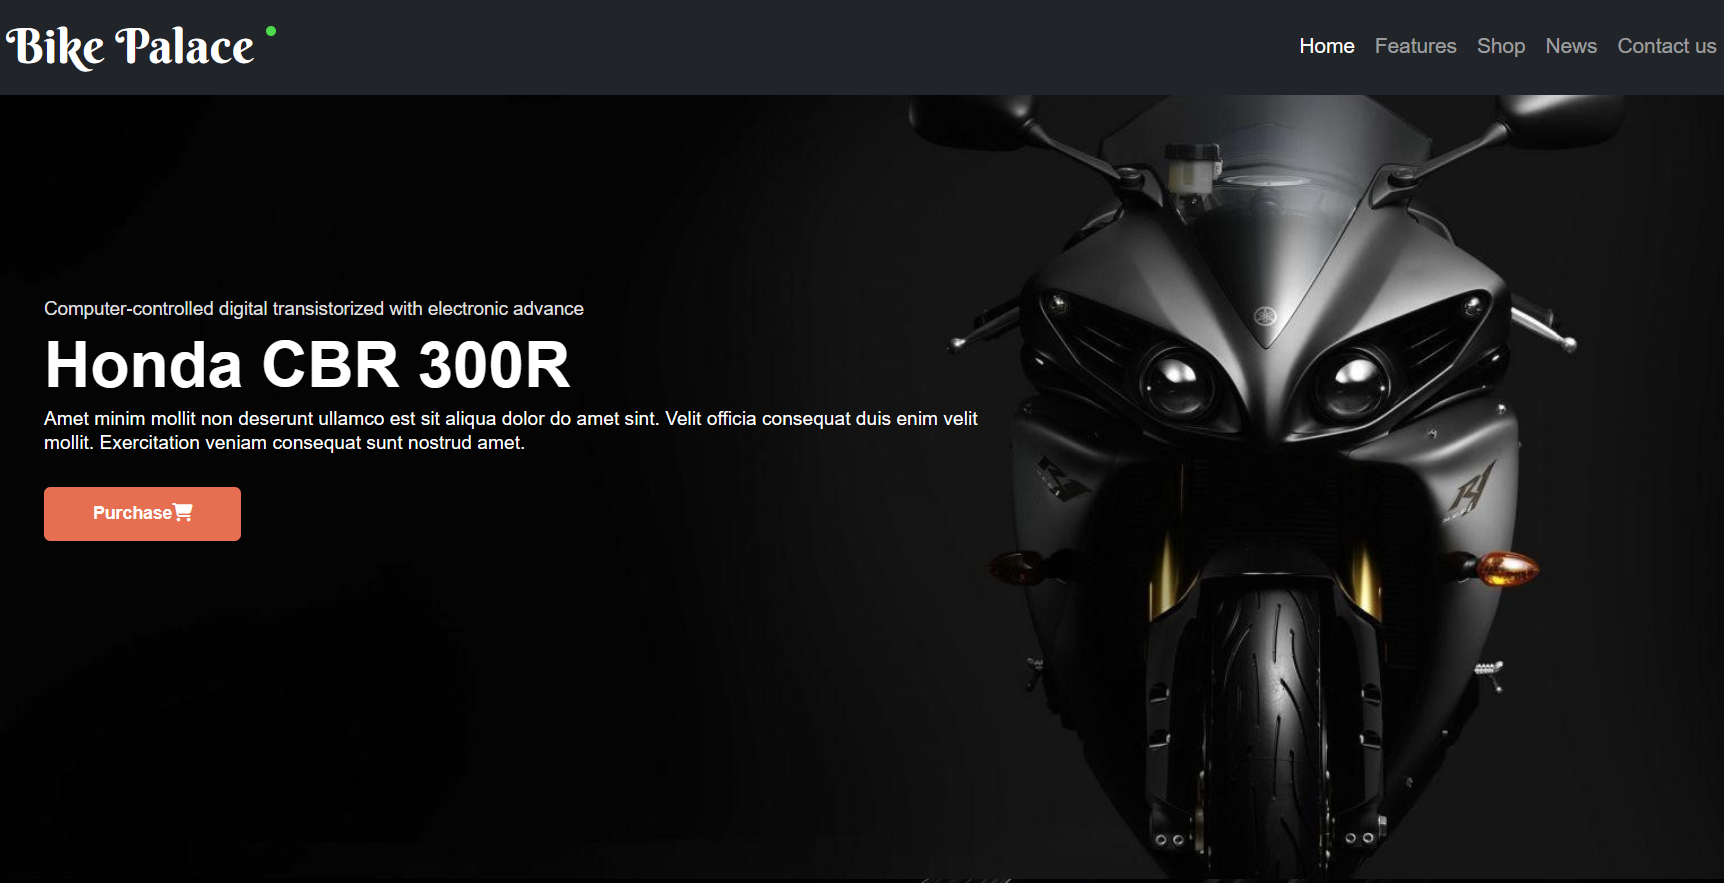 Bike Palace
Home Features Shop News Contact us
Computer-controlled digital transistorized with electronic advance
Honda CBR 300R
Amet minim mollit non deserunt ullamco est sit aliqua dolor do amet sint. Velit officia consequat duis enim velit
mollit. Exercitation veniam consequat sunt nostrud amet.
Purchase
R1
R1